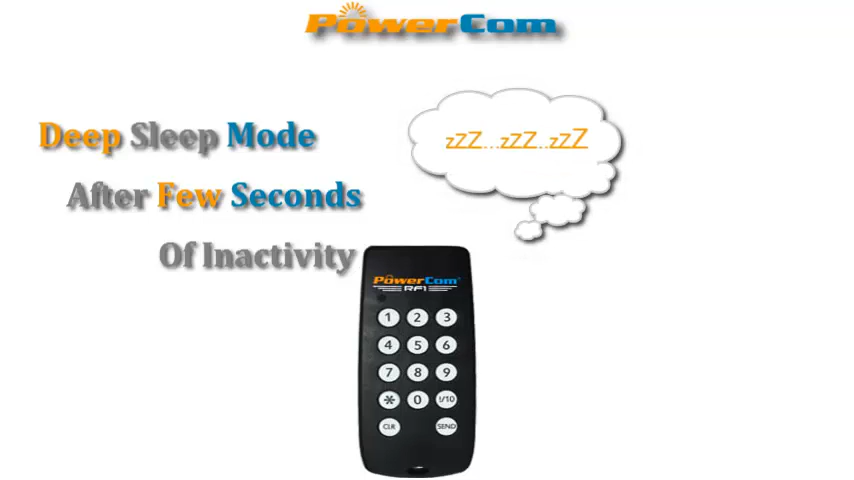 PowerCom
Deep Sleep Mode
After Few Seconds
Of Inactivity
zZZ...zZZ..zzZ
PowerCom
RF1
1 2 3
4 5 6
7 8 9
* 0 !/10
CLR SEND